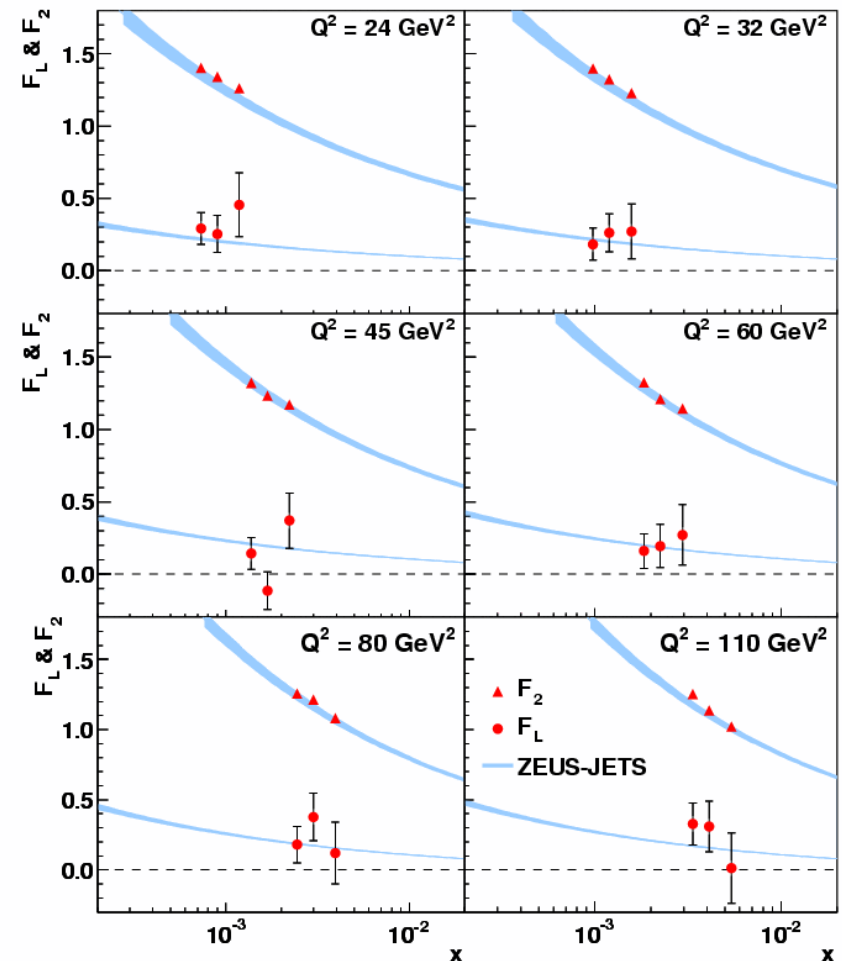 F_L & F_2
Q² = 24 GeV²
Q² = 32 GeV²
1.5
1.0
0.5
0.0
F_L & F_2
Q² = 45 GeV²
Q² = 60 GeV²
1.5
1.0
0.5
0.0
F_L & F_2
Q² = 80 GeV²
Q² = 110 GeV²
1.5
1.0
0.5
0.0
F_2
F_L
ZEUS-JETS
10⁻³
10⁻²
x
10⁻³
10⁻²
x